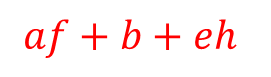 af + b + eh